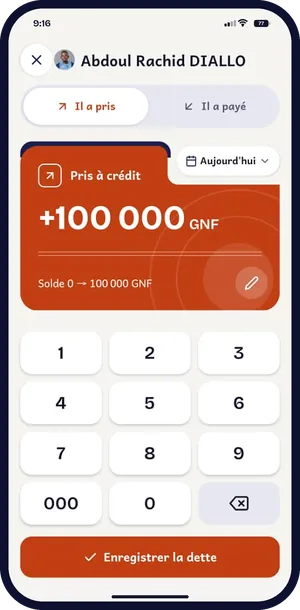 9:16
77
Abdoul Rachid DIALLO
Il a pris
Il a payé
Aujourd'hui
Pris à crédit
+100 000 GNF
Solde 0 → 100 000 GNF
1 2 3
4 5 6
7 8 9
000 0
Enregistrer la dette